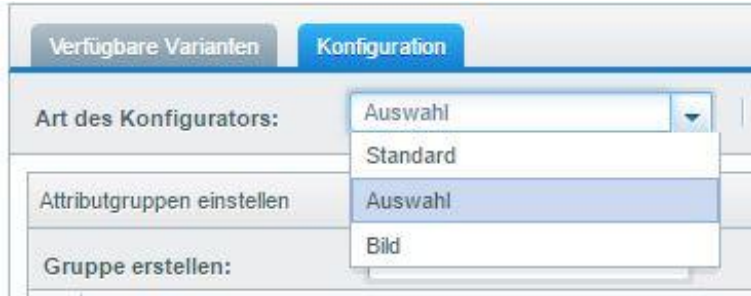 Verfügbare Varianten Konfiguration
Art des Konfigurators: Auswahl
Standard
Attributgruppen einstellen Auswahl
Bild
Gruppe erstellen: